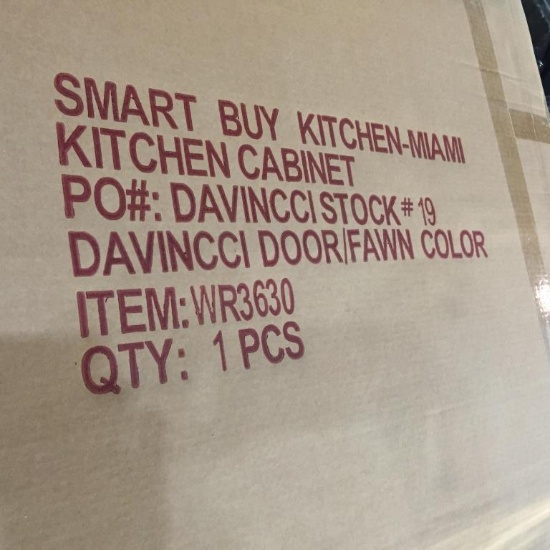 SMART BUY KITCHEN-MIAMI
KITCHEN CABINET
PO#: DAVINCCI STOCK # 19
DAVINCCI DOOR/FAWN COLOR
ITEM: WR3630
QTY: 1 PCS